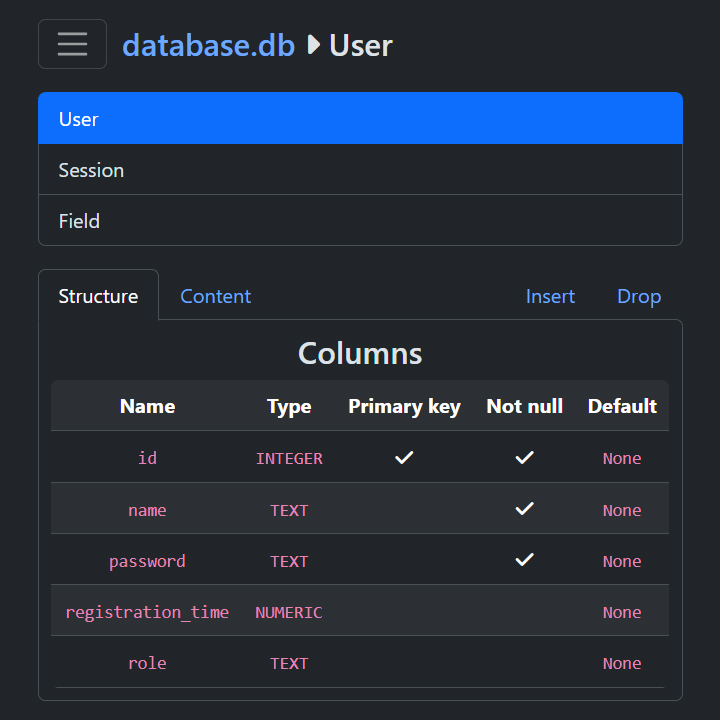 database.db User
User
Session
Field
Structure Content Insert Drop
Columns
Name Type Primary key Not null Default
id INTEGER None
name TEXT None
password TEXT None
registration_time NUMERIC None
role TEXT None